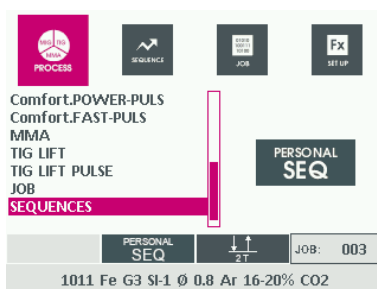 MIG TIG
MMA
PROCESS
SEQUENCE
JOB
Fx
SET UP
Comfort.POWER-PULS
Comfort.FAST-PULS
MMA
TIG LIFT
TIG LIFT PULSE
JOB
SEQUENCES
PERSONAL
SEQ
PERSONAL
SEQ
2T
JOB: 003
1011 Fe G3 SI-1 Ø 0.8 Ar 16-20% CO2